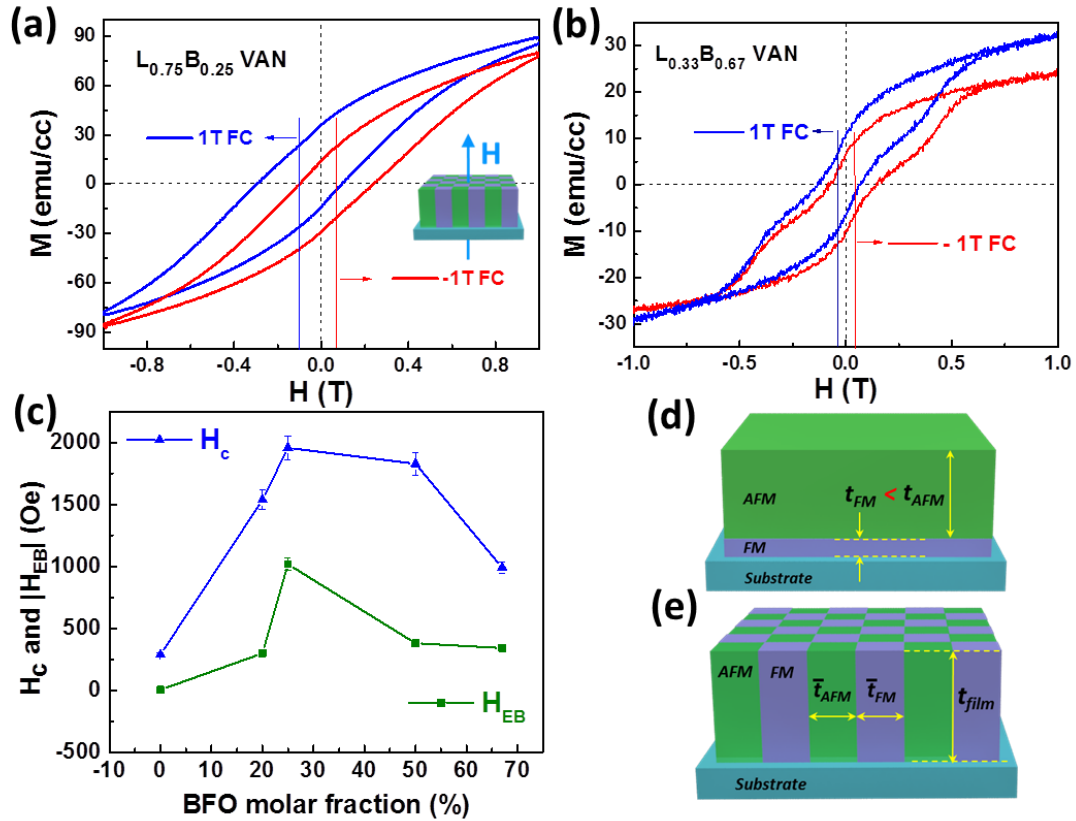 (a)
L0.75B0.25 VAN
1T FC
H
-1T FC
90
60
30
0
-30
-60
-90
M (emu/cc)
-0.8 -0.4 0.0 0.4 0.8
H (T)
(b)
L0.33B0.67 VAN
1T FC
- 1T FC
30
20
10
0
-10
-20
-30
M (emu/cc)
-1.0 -0.5 0.0 0.5 1.0
H (T)
(c)
Hc
HEB
2000
1500
1000
500
0
-500
Hc and |HEB| (Oe)
-10 0 10 20 30 40 50 60 70
BFO molar fraction (%)
(d)
tFM < tAFM
AFM
FM
Substrate
(e)
AFM FM
t̄AFM t̄FM
tfilm
Substrate